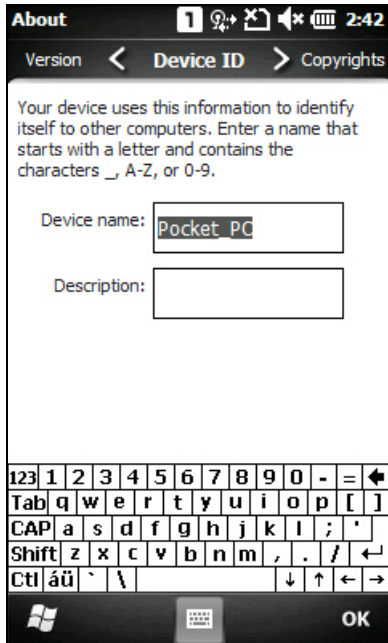 About 1 2:42
Version < Device ID > Copyrights
Your device uses this information to identify
itself to other computers. Enter a name that
starts with a letter and contains the
characters _, A-Z, or 0-9.
Device name: Pocket_PC
Description:
123 1 2 3 4 5 6 7 8 9 0 - = 🡄
Tab q w e r t y u i o p [ ]
CAP a s d f g h j k l ; '
Shift z x c v b n m , . / ↵
Ctl áü ` \ ↓ ↑ ← →
OK